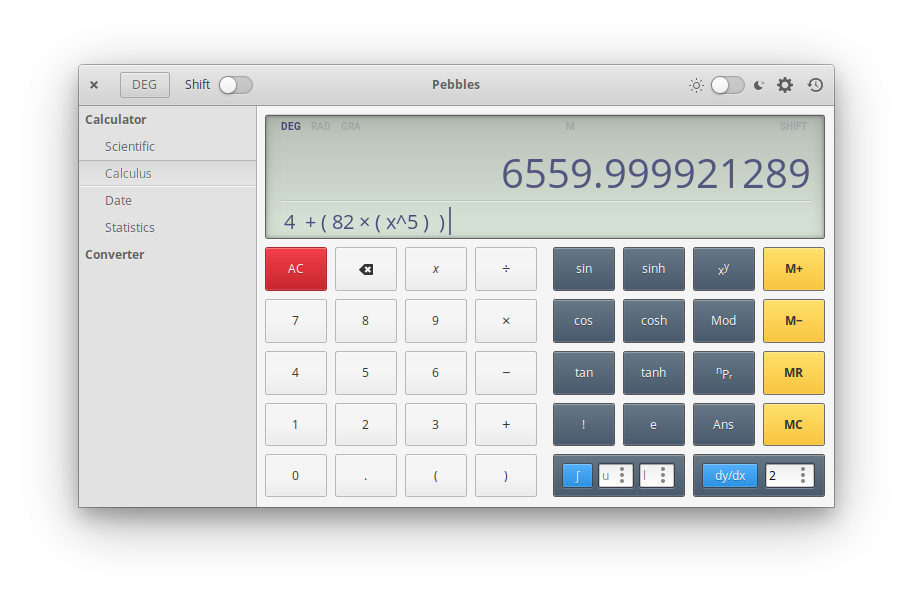 DEG Shift Pebbles
Calculator
Scientific
Calculus
Date
Statistics
Converter
DEG RAD GRA M SHIFT
6559.999921289
4 + ( 82 × ( x^5 ) )
AC x ÷ sin sinh xʸ M+
7 8 9 × cos cosh Mod M−
4 5 6 − tan tanh ⁿPᵣ MR
1 2 3 + ! e Ans MC
0 . ( ) ∫ u l dy/dx 2